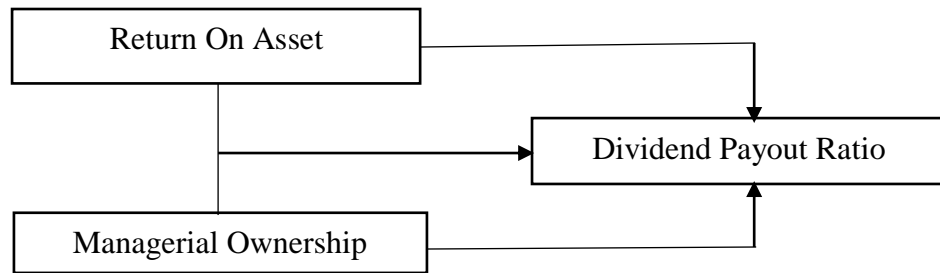 Return On Asset
Dividend Payout Ratio
Managerial Ownership